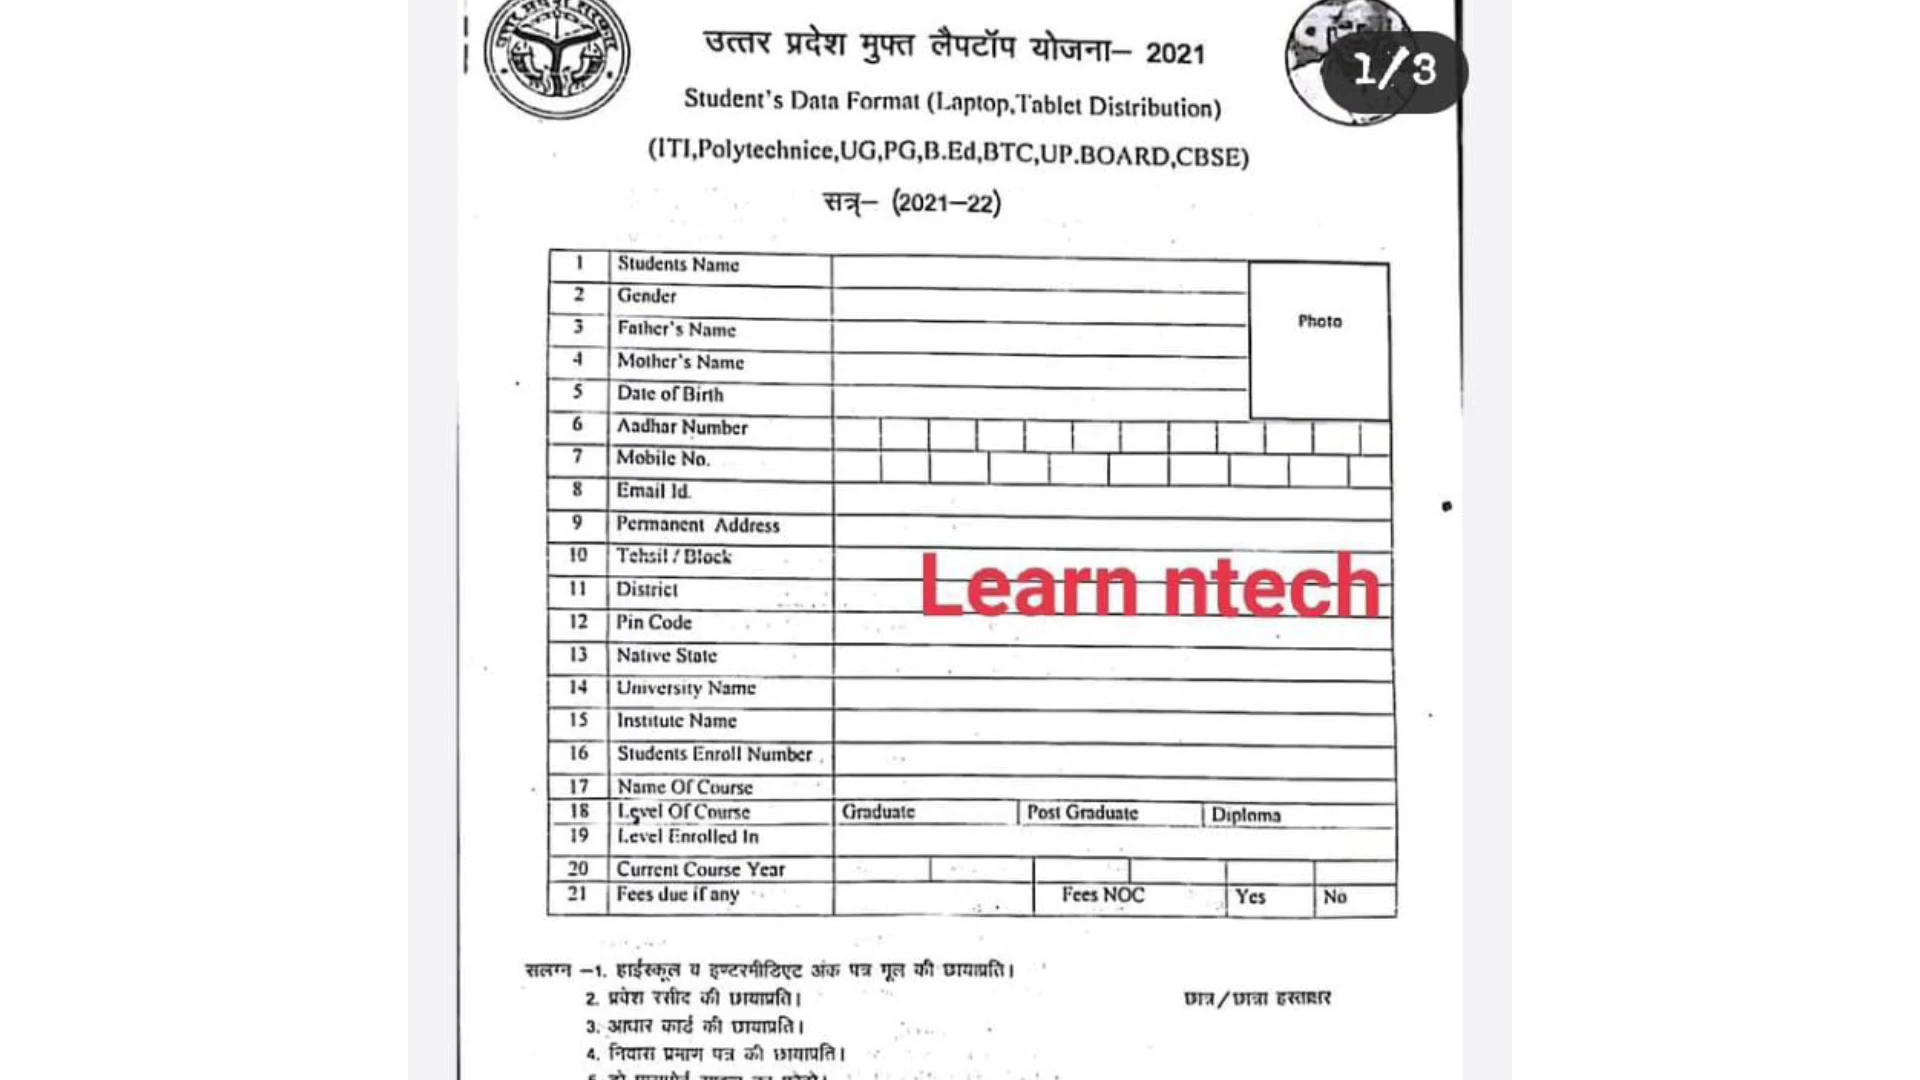 उत्तर प्रदेश मुफ्त लैपटॉप योजना– 2021
1/3
Student's Data Format (Laptop,Tablet Distribution)
(ITI,Polytechnice,UG,PG,B.Ed,BTC,UP.BOARD,CBSE)
सत्र– (2021–22)
1 Students Name
Photo
2 Gender
3 Father's Name
4 Mother's Name
5 Date of Birth
6 Aadhar Number
7 Mobile No.
8 Email Id.
9 Permanent Address
10 Tehsil / Block
Learn ntech
11 District
12 Pin Code
13 Native State
14 University Name
15 Institute Name
16 Students Enroll Number
17 Name Of Course
18 Level Of Course Graduate Post Graduate Diploma
19 Level Enrolled In
20 Current Course Year
21 Fees due if any Fees NOC Yes No
सलग्न –1. हाईस्कूल व इण्टरमीडिएट अंक पत्र मूल की छायाप्रति।
2. प्रवेश रसीद की छायाप्रति।
छात्र/छात्रा हस्ताक्षर
3. आधार कार्ड की छायाप्रति।
4. निवास प्रमाण पत्र की छायाप्रति।